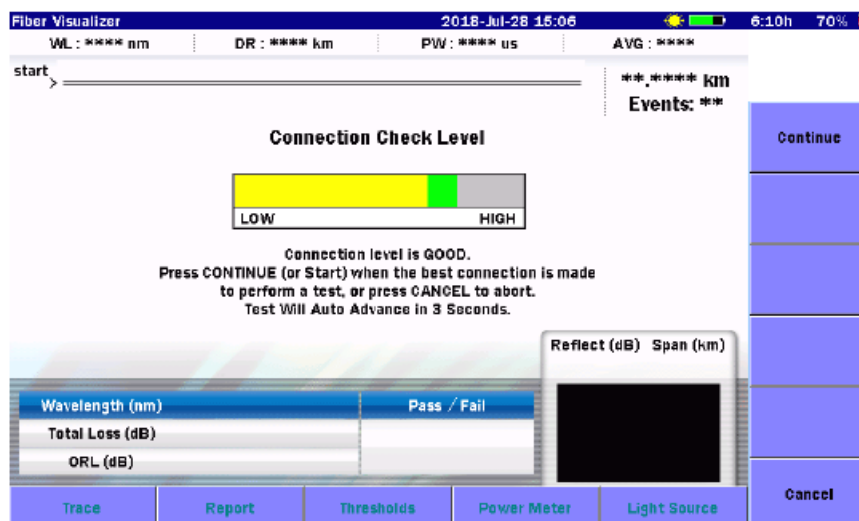 Fiber Visualizer 2018-Jul-28 15:06 6:10h 70%
WL : **** nm DR : **** km PW : **** us AVG : ****
start
**.**** km
Events: **
Connection Check Level
LOW HIGH
Connection level is GOOD.
Press CONTINUE (or Start) when the best connection is made
to perform a test, or press CANCEL to abort.
Test Will Auto Advance in 3 Seconds.
Reflect (dB) Span (km)
Wavelength (nm) Pass / Fail
Total Loss (dB)
ORL (dB)
Trace Report Thresholds Power Meter Light Source
Continue
Cancel